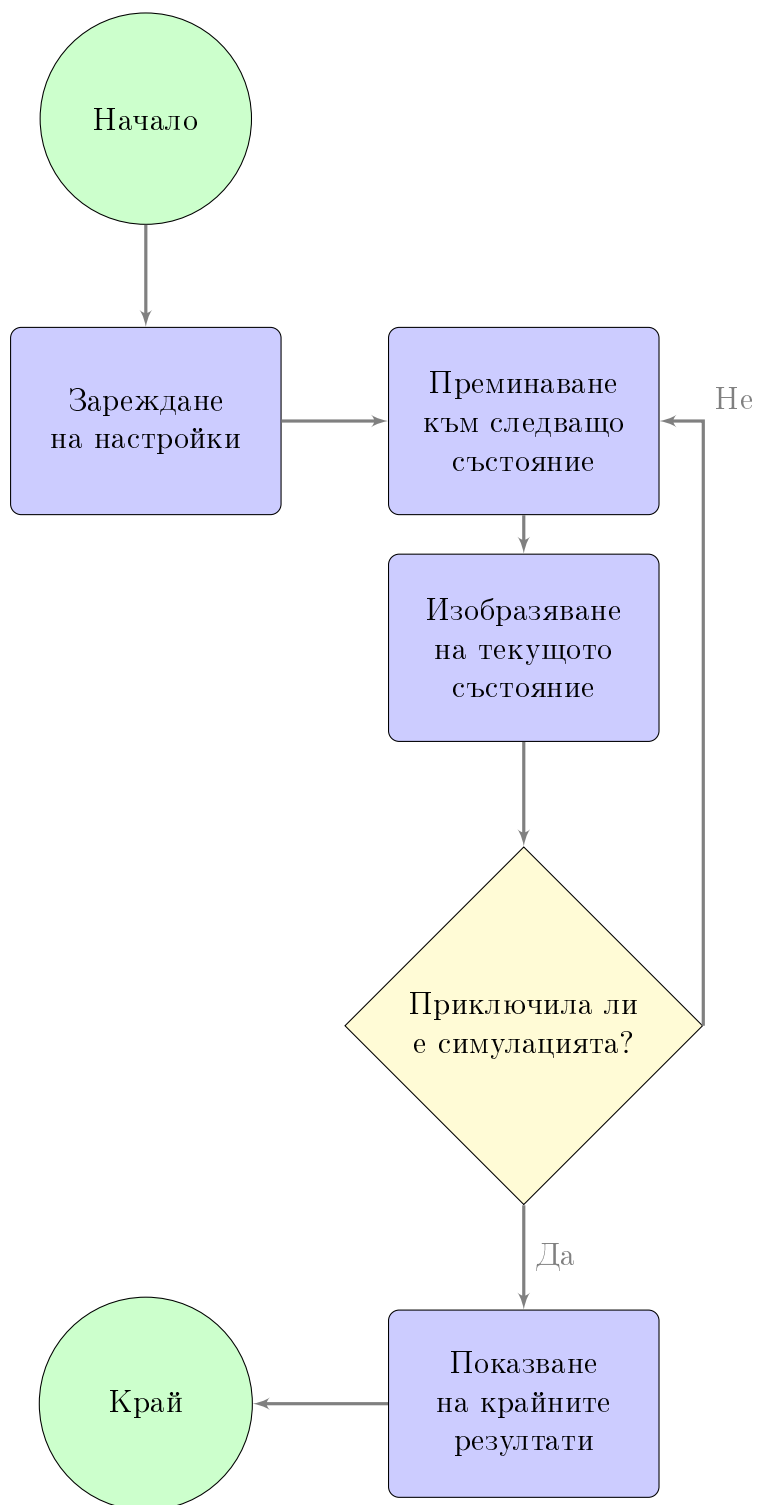 Начало
Зареждане
на настройки
Преминаване
към следващо
състояние
Не
Изобразяване
на текущото
състояние
Приключила ли
е симулацията?
Да
Показване
на крайните
резултати
Край